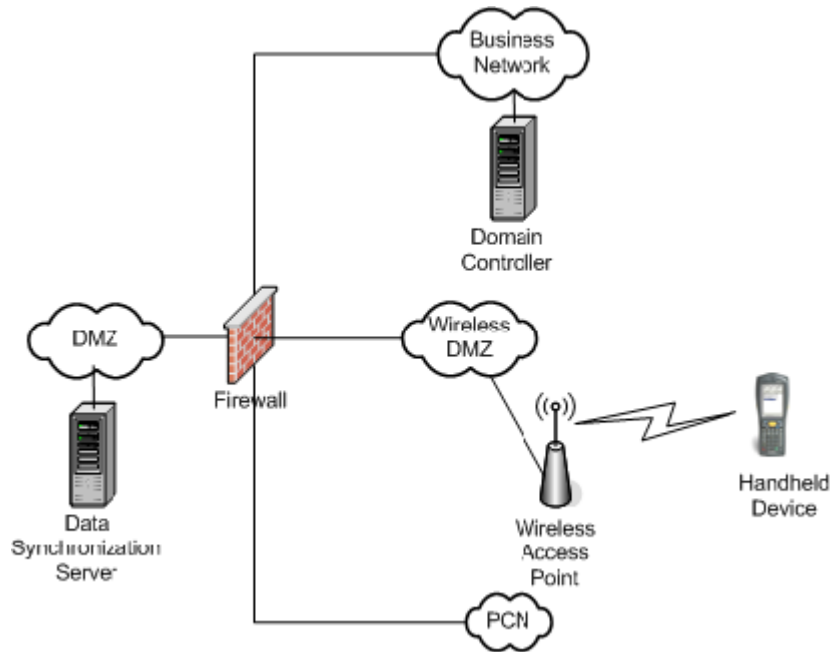 Business
Network
Domain
Controller
DMZ
Wireless
DMZ
Firewall
Data
Synchronization
Server
Wireless
Access
Point
Handheld
Device
PCN